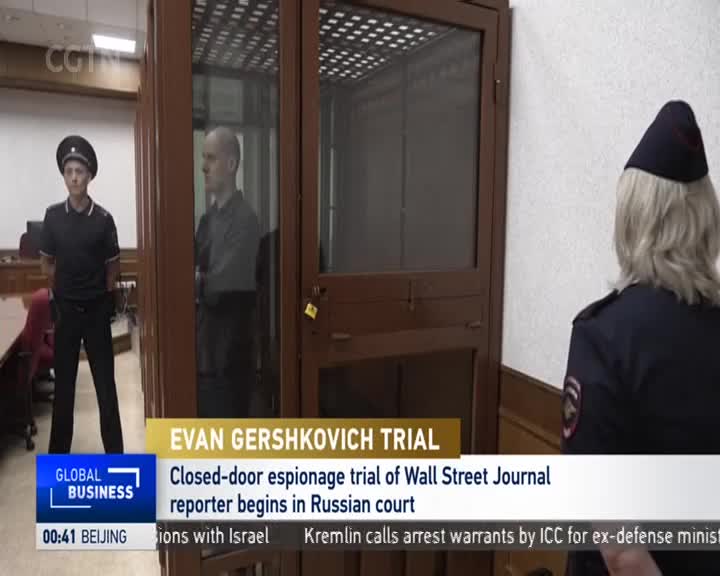 CGTN
EVAN GERSHKOVICH TRIAL
GLOBAL
BUSINESS
Closed-door espionage trial of Wall Street Journal
reporter begins in Russian court
00:41 BEIJING
ions with Israel Kremlin calls arrest warrants by ICC for ex-defense minist